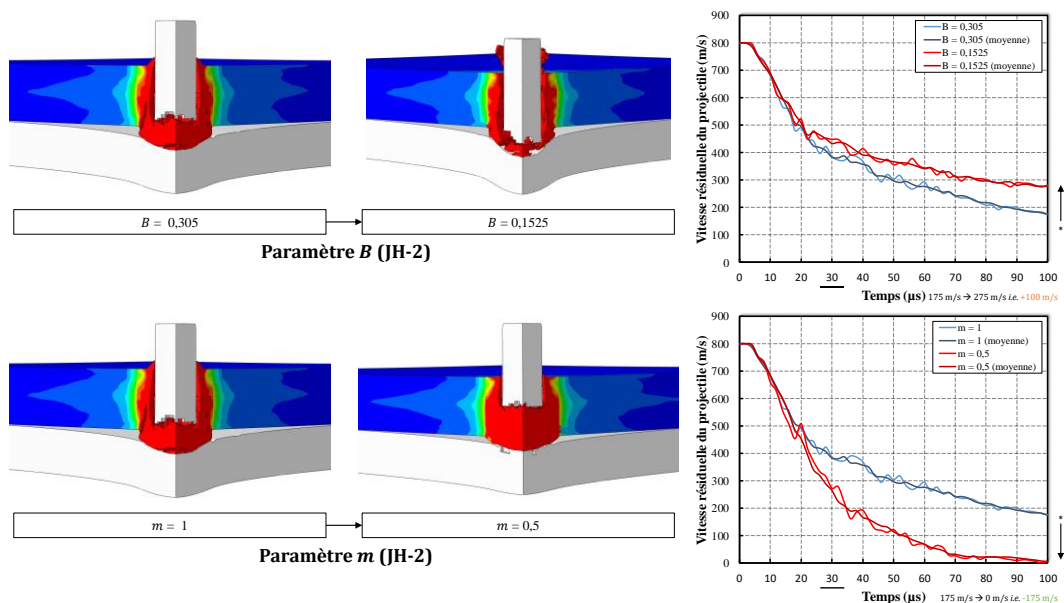 B = 0,305
B = 0,1525
Paramètre B (JH-2)
Vitesse résiduelle du projectile (m/s)
900
800
700
600
500
400
300
200
100
0
B = 0,305
B = 0,305 (moyenne)
B = 0,1525
B = 0,1525 (moyenne)
*
0 10 20 30 40 50 60 70 80 90 100
Temps (µs) 175 m/s → 275 m/s i.e. +100 m/s
m = 1
m = 0,5
Paramètre m (JH-2)
Vitesse résiduelle du projectile (m/s)
900
800
700
600
500
400
300
200
100
0
m = 1
m = 1 (moyenne)
m = 0,5
m = 0,5 (moyenne)
*
0 10 20 30 40 50 60 70 80 90 100
Temps (µs) 175 m/s → 0 m/s i.e. -175 m/s